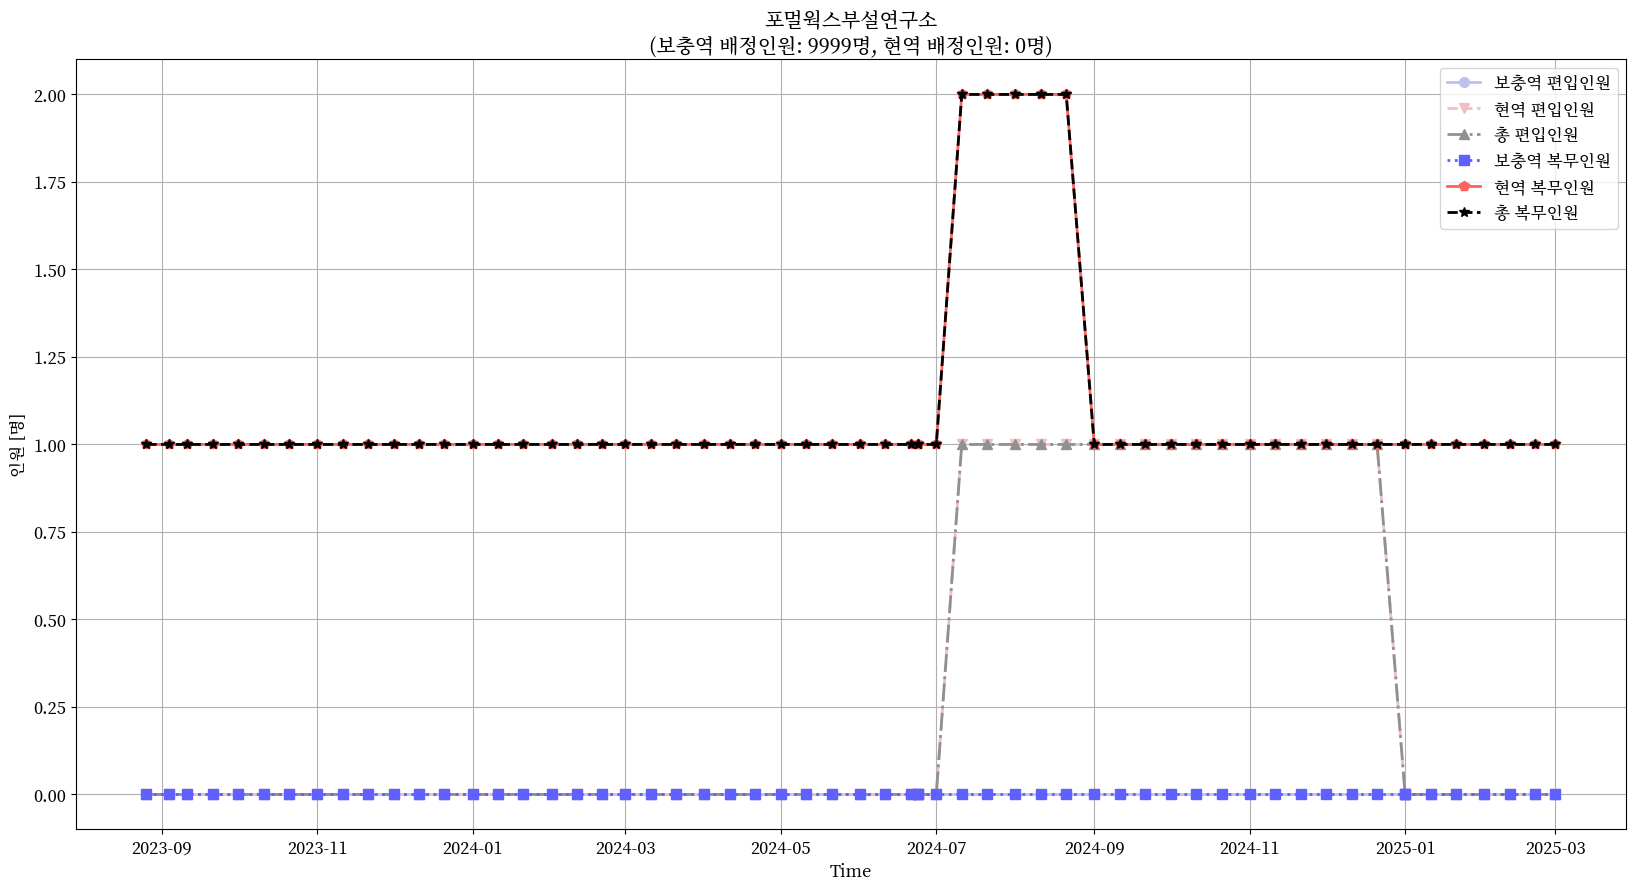 포멀웍스부설연구소
(보충역 배정인원: 9999명, 현역 배정인원: 0명)
보충역 편입인원
현역 편입인원
총 편입인원
보충역 복무인원
현역 복무인원
총 복무인원
인원 [명]
2.00
1.75
1.50
1.25
1.00
0.75
0.50
0.25
0.00
2023-09
2023-11
2024-01
2024-03
2024-05
2024-07
2024-09
2024-11
2025-01
2025-03
Time